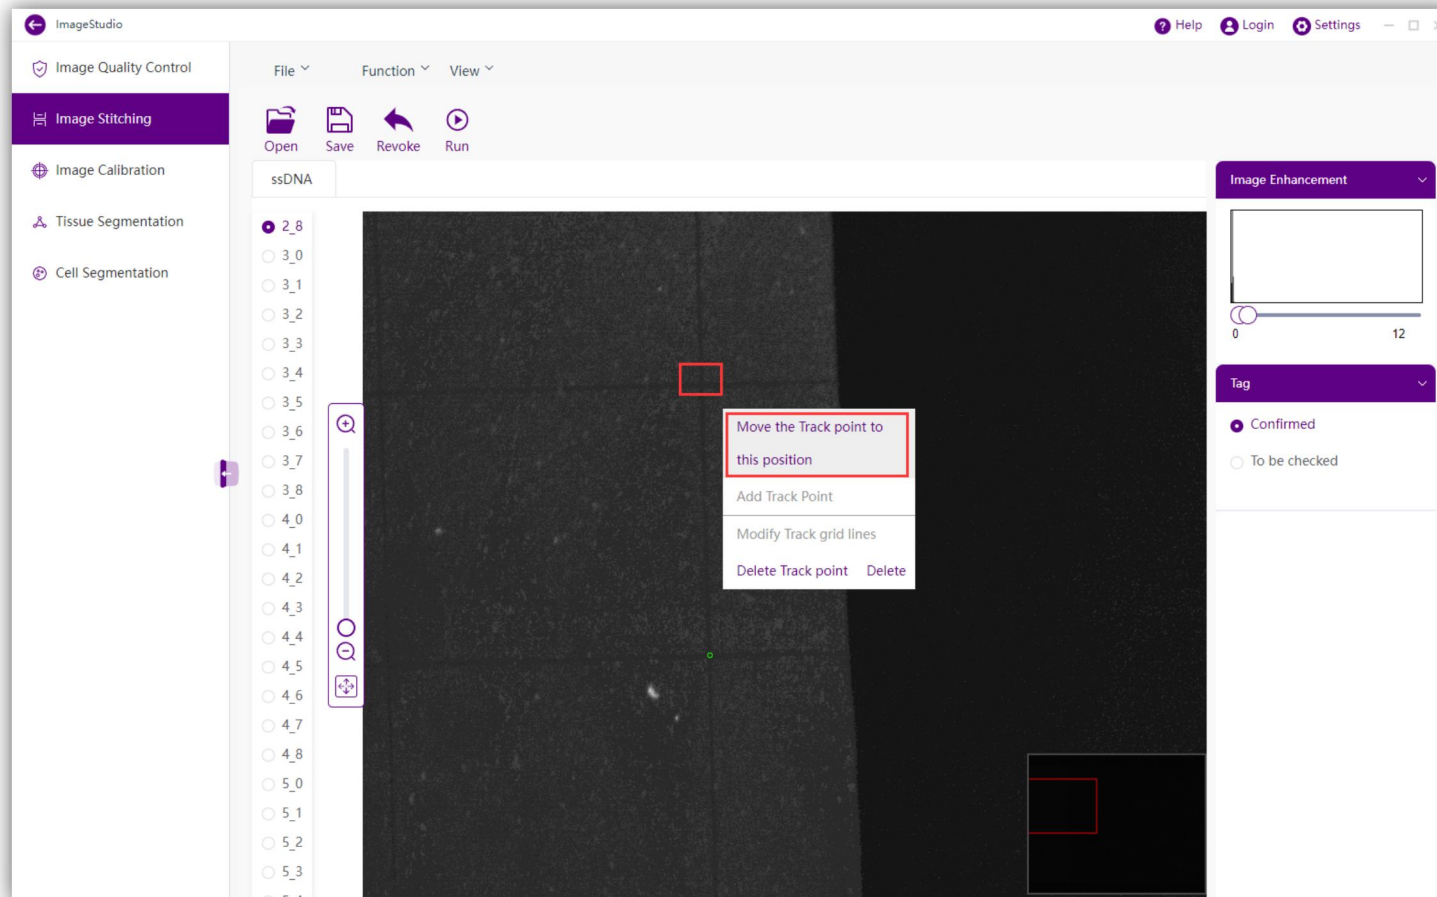 ImageStudio
Help Login Settings
Image Quality Control
Image Stitching
Image Calibration
Tissue Segmentation
Cell Segmentation
File Function View
Open Save Revoke Run
ssDNA
2_8
3_0
3_1
3_2
3_3
3_4
3_5
3_6
3_7
3_8
4_0
4_1
4_2
4_3
4_4
4_5
4_6
4_7
4_8
5_0
5_1
5_2
5_3
Move the Track point to
this position
Add Track Point
Modify Track grid lines
Delete Track point Delete
Image Enhancement
0 12
Tag
Confirmed
To be checked